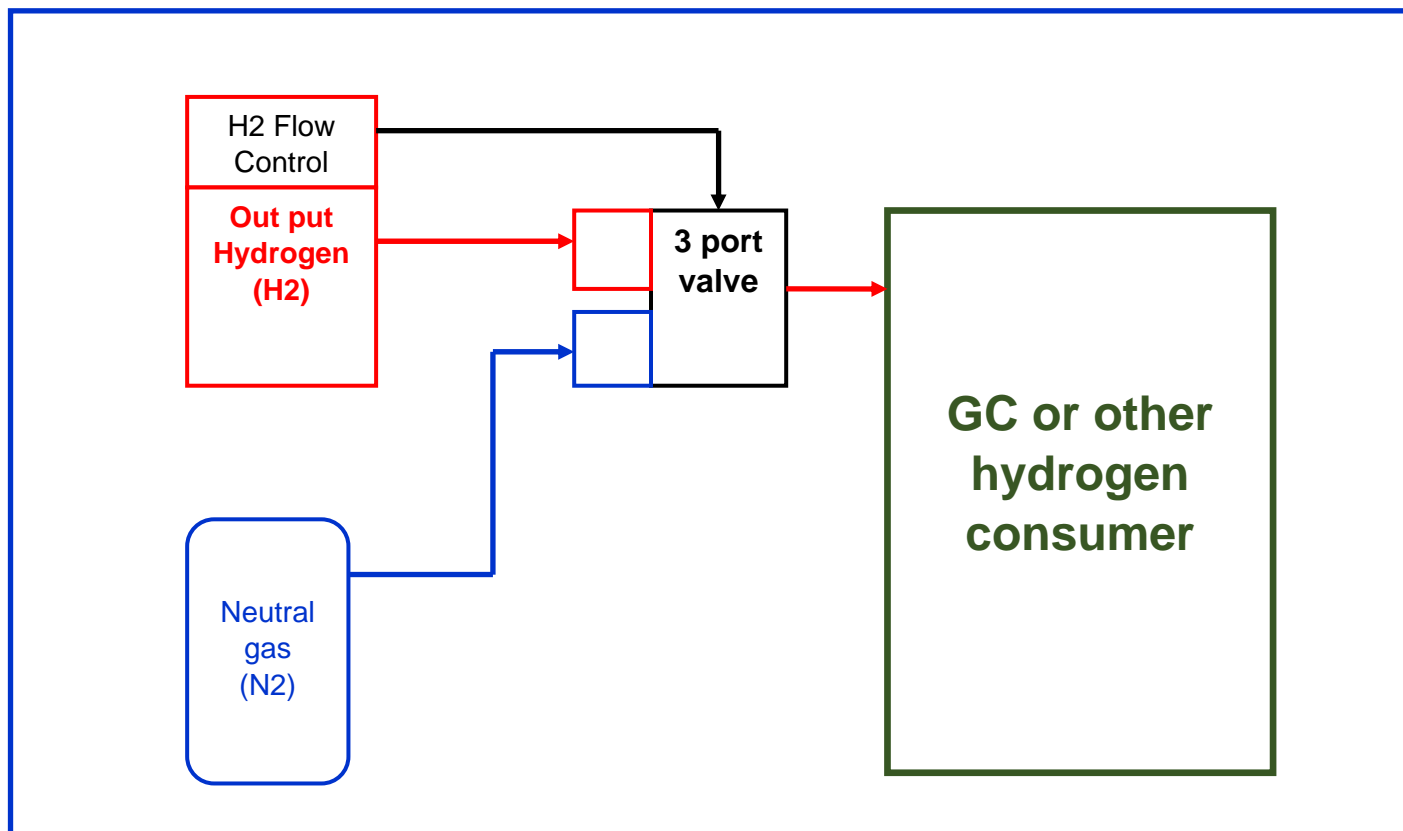 H2 Flow
Control
Out put
Hydrogen
(H2)
3 port
valve
GC or other
hydrogen
consumer
Neutral
gas
(N2)